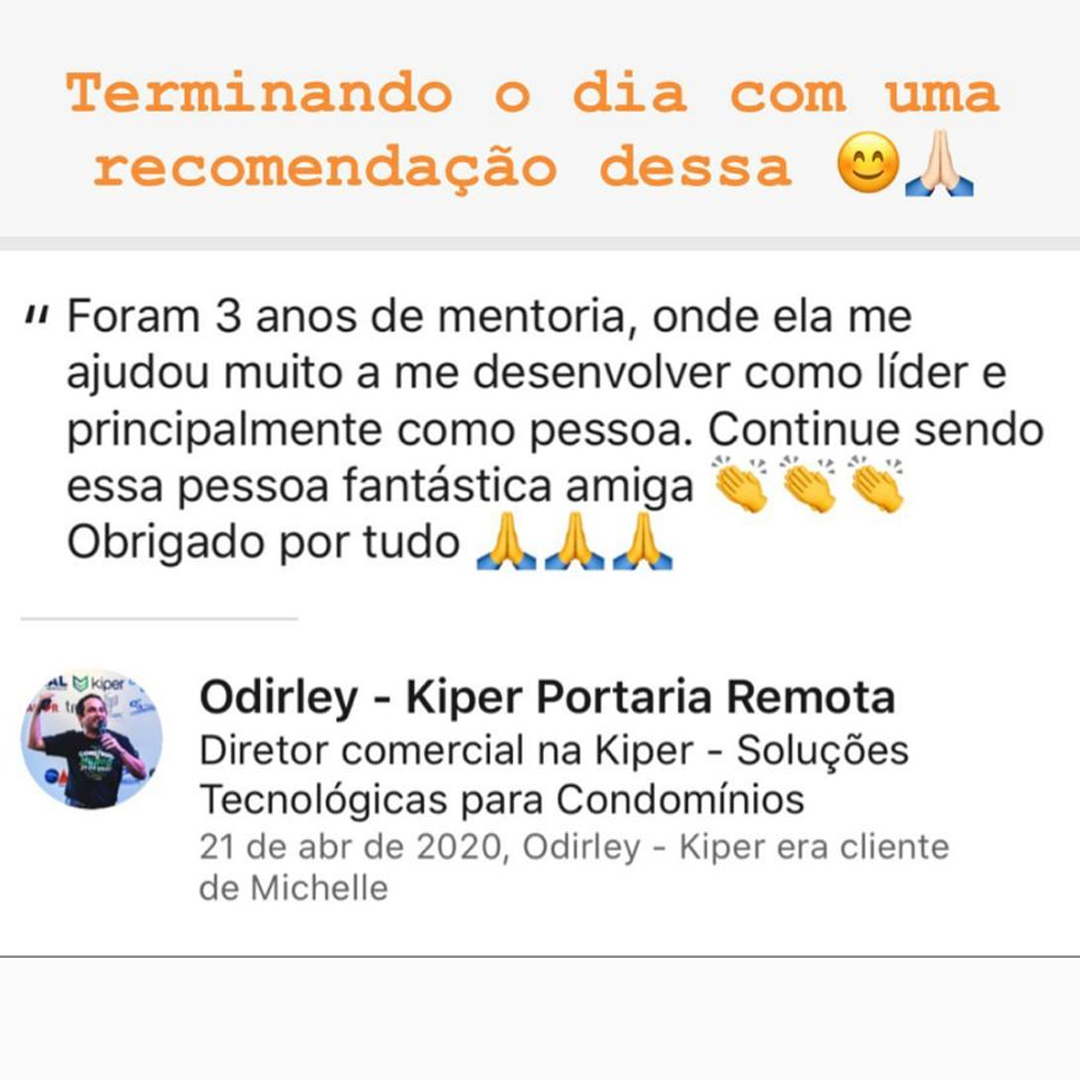 Terminando o dia com uma
recomendação dessa 😊🙏🏻
" Foram 3 anos de mentoria, onde ela me
ajudou muito a me desenvolver como líder e
principalmente como pessoa. Continue sendo
essa pessoa fantástica amiga 👏👏👏
Obrigado por tudo 🙏🙏🙏
kiper
Odirley - Kiper Portaria Remota
Diretor comercial na Kiper - Soluções
Tecnológicas para Condomínios
21 de abr de 2020, Odirley - Kiper era cliente
de Michelle